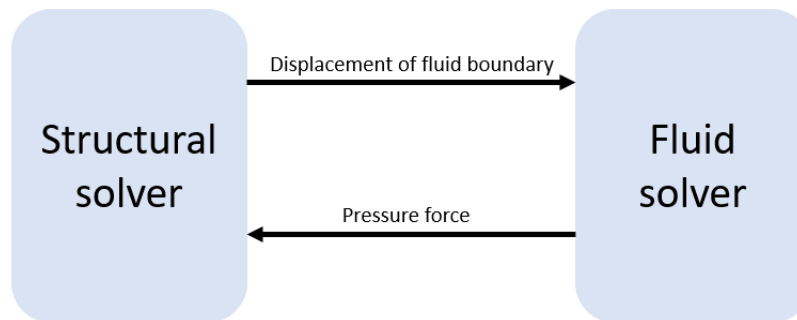 Structural
solver
Displacement of fluid boundary
Pressure force
Fluid
solver